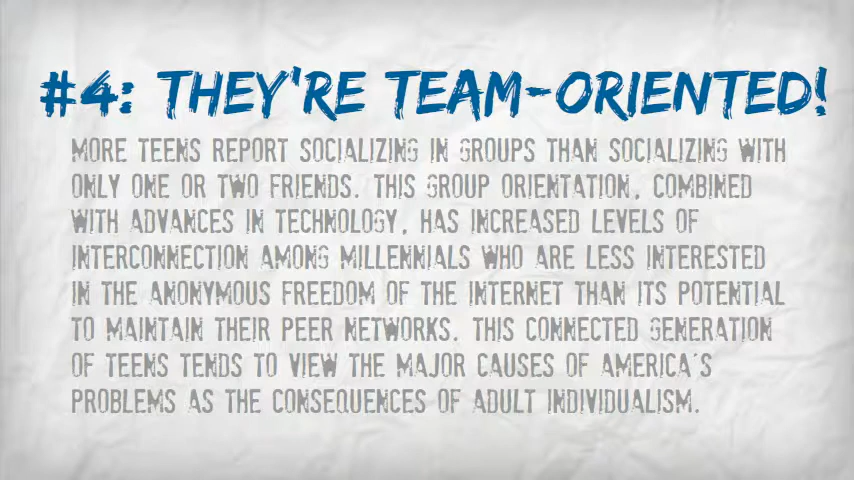 #4: THEY'RE TEAM-ORIENTED!
MORE TEENS REPORT SOCIALIZING IN GROUPS THAN SOCIALIZING WITH
ONLY ONE OR TWO FRIENDS. THIS GROUP ORIENTATION, COMBINED
WITH ADVANCES IN TECHNOLOGY, HAS INCREASED LEVELS OF
INTERCONNECTION AMONG MILLENNIALS WHO ARE LESS INTERESTED
IN THE ANONYMOUS FREEDOM OF THE INTERNET THAN ITS POTENTIAL
TO MAINTAIN THEIR PEER NETWORKS. THIS CONNECTED GENERATION
OF TEENS TENDS TO VIEW THE MAJOR CAUSES OF AMERICA'S
PROBLEMS AS THE CONSEQUENCES OF ADULT INDIVIDUALISM.